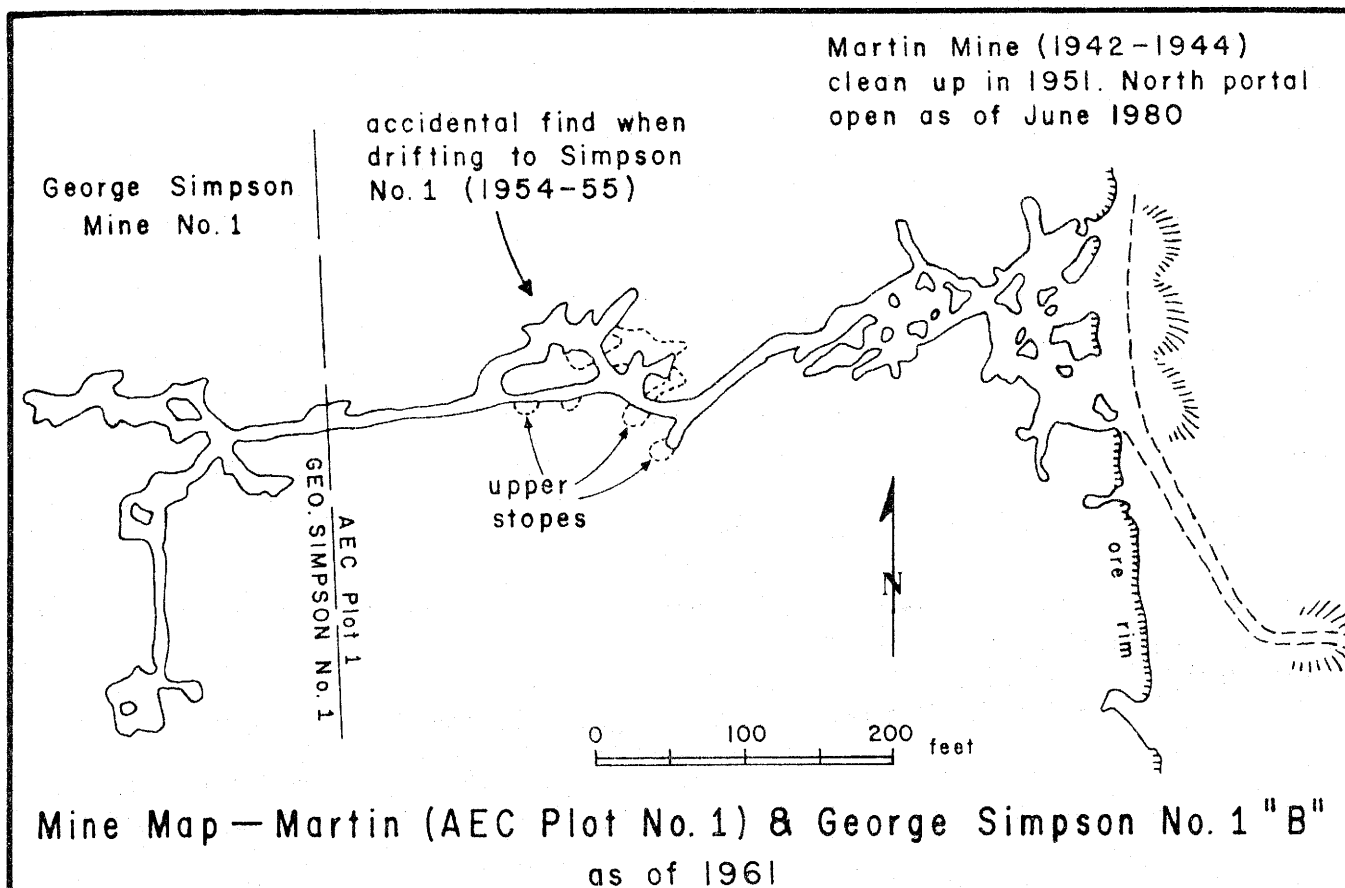 Martin Mine (1942-1944)
clean up in 1951. North portal
open as of June 1980
accidental find when
drifting to Simpson
No. 1 (1954-55)
George Simpson
Mine No. 1
AEC Plot 1
GEO. SIMPSON No. 1
upper
stopes
N
ore rim
0 100 200 feet
Mine Map — Martin (AEC Plot No. 1) & George Simpson No. 1 "B"
as of 1961